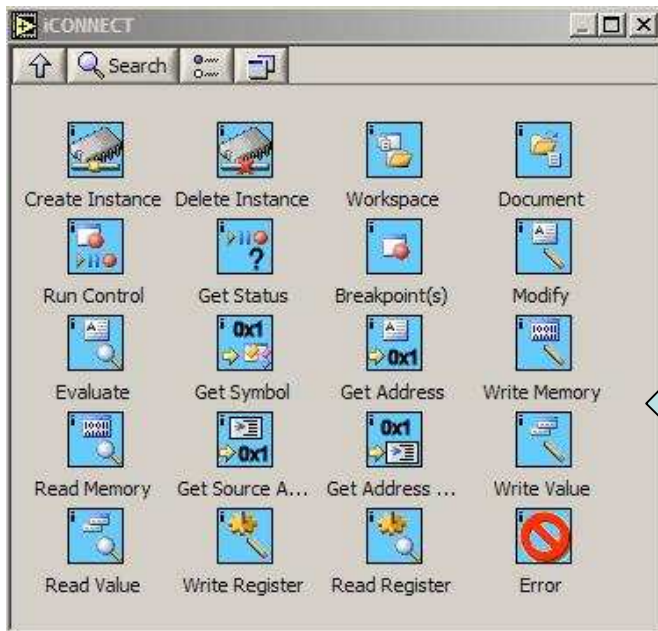 iCONNECT
Search
Create Instance Delete Instance Workspace Document
Run Control Get Status Breakpoint(s) Modify
Evaluate Get Symbol Get Address Write Memory
Read Memory Get Source A... Get Address ... Write Value
Read Value Write Register Read Register Error